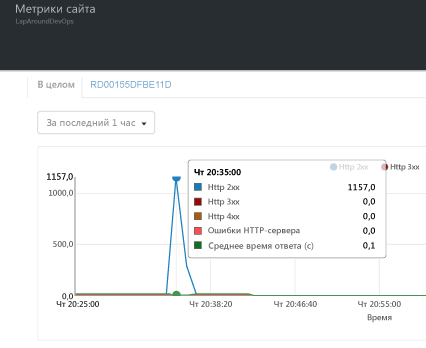 Метрики сайта
LapAroundDevOps
В целом RD00155DFBE11D
За последний 1 час
Http 2xx Http 3xx
1157,0
1000,0
500,0
0,0
Чт 20:35:00
Http 2xx 1157,0
Http 3xx 0,0
Http 4xx 0,0
Ошибки HTTP-сервера 0,0
Среднее время ответа (с) 0,1
Чт 20:25:00 Чт 20:38:20 Чт 20:46:40 Чт 20:55:00
Время